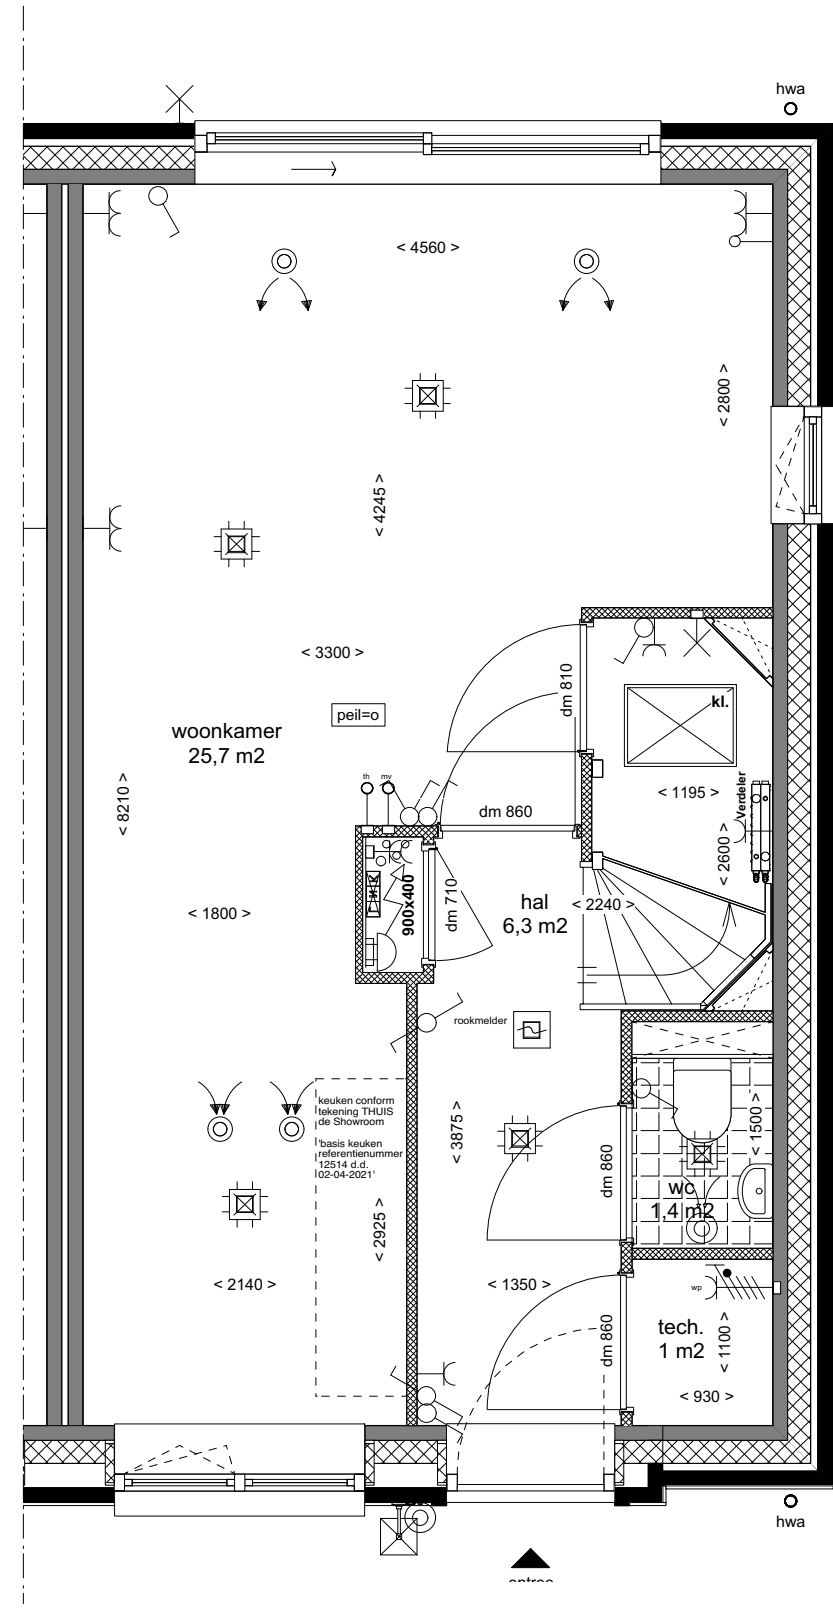 hwa
< 4560 >
< 2800 >
< 4245 >
< 3300 >
dm 810
kl.
peil=o
woonkamer
25,7 m2
< 8210 >
th
mv
dm 860
< 1195 >
Verdeler
< 2600 >
900x400
dm 710
hal
6,3 m2
< 2240 >
< 1800 >
rookmelder
keuken conform
tekening THUIS
de Showroom
'basis keuken
referentienummer
12514 d.d.
02-04-2021'
< 3875 >
< 1500 >
dm 860
wc
1,4 m2
< 2925 >
< 2140 >
< 1350 >
wp
dm 860
tech.
1 m2
< 1100 >
< 930 >
hwa
entree